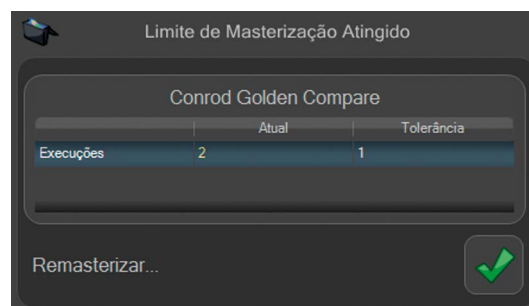 Limite de Masterização Atingido
Conrod Golden Compare
Atual Tolerância
Execuções 2 1
Remasterizar...